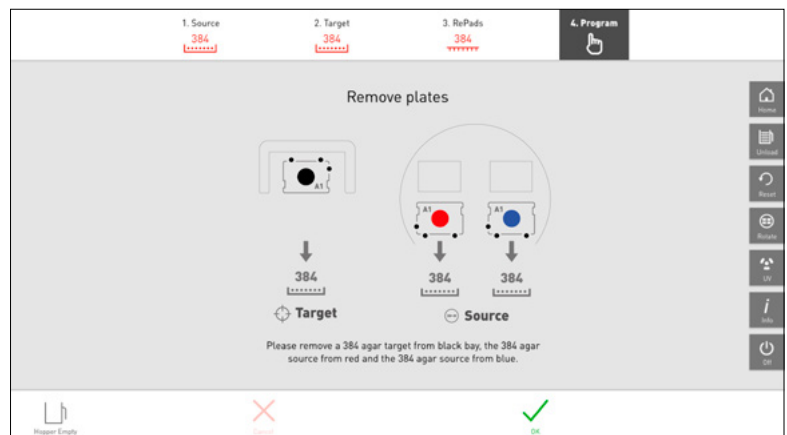 1. Source
2. Target
3. RePads
4. Program
384
384
384
Remove plates
Home
Unload
Reset
Rotate
UV
Info
Off
A1
A1
A1
384
384
384
Target
Source
Please remove a 384 agar target from black bay, the 384 agar
source from red and the 384 agar source from blue.
Hopper Empty
Cancel
OK